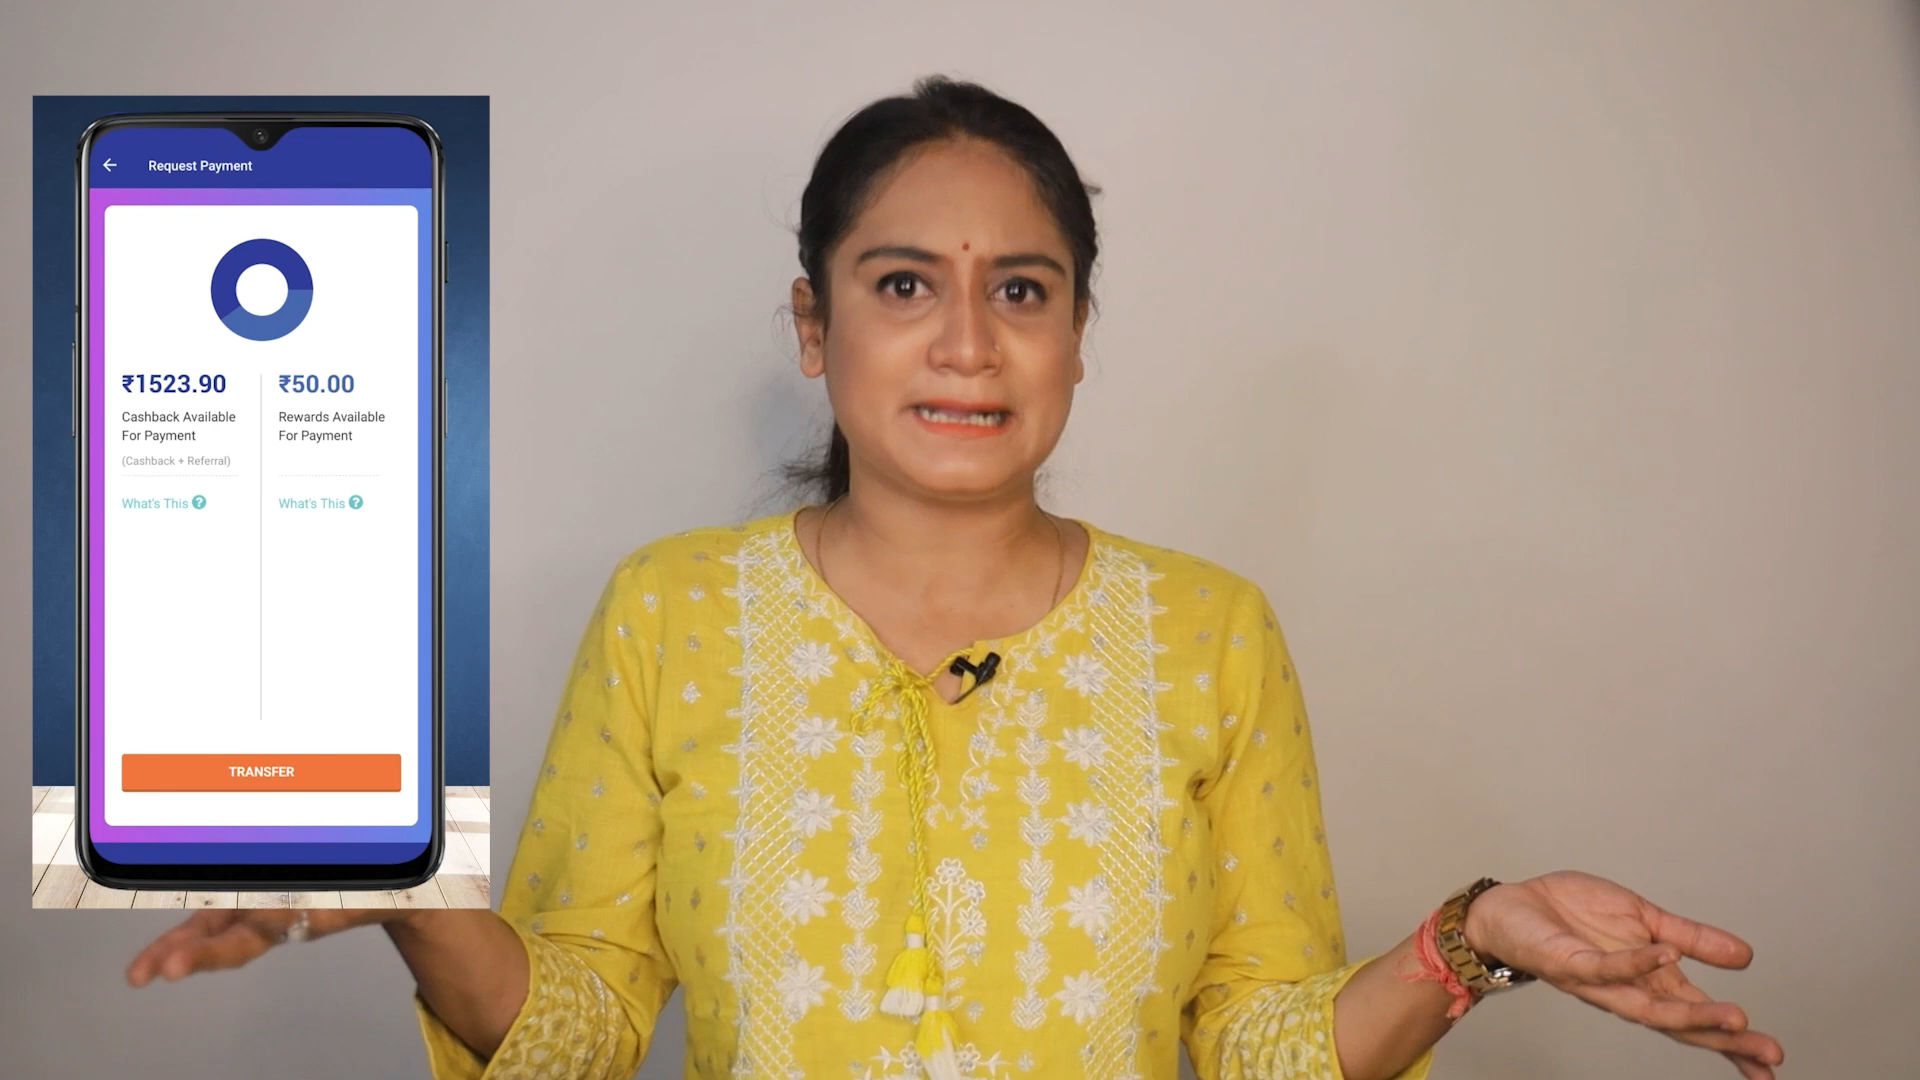 Request Payment
₹1523.90
Cashback Available
For Payment
(Cashback + Referral)
What's This ?
₹50.00
Rewards Available
For Payment
What's This ?
TRANSFER